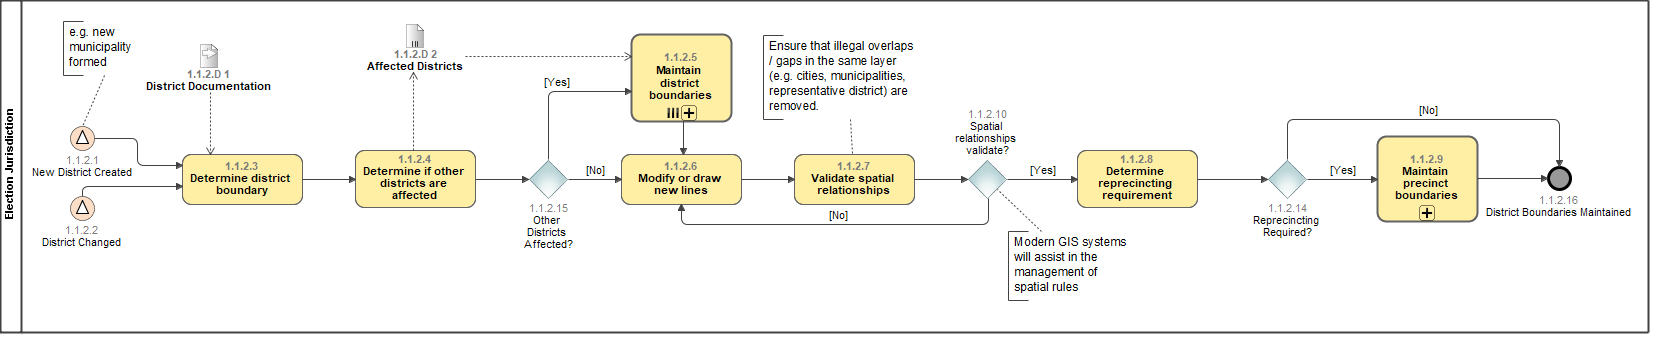 Election Jurisdiction
e.g. new
municipality
formed
1.1.2.D 1
District Documentation
1.1.2.1
New District Created
1.1.2.2
District Changed
1.1.2.3
Determine district
boundary
1.1.2.D 2
Affected Districts
1.1.2.4
Determine if other
districts are
affected
1.1.2.15
Other
Districts
Affected?
[Yes]
[No]
1.1.2.5
Maintain
district
boundaries
1.1.2.6
Modify or draw
new lines
Ensure that illegal overlaps
/ gaps in the same layer
(e.g. cities, municipalities,
representative district) are
removed.
1.1.2.7
Validate spatial
relationships
1.1.2.10
Spatial
relationships
validate?
[Yes]
[No]
Modern GIS systems
will assist in the
management of
spatial rules
1.1.2.8
Determine
reprecincting
requirement
1.1.2.14
Reprecincting
Required?
[No]
[Yes]
1.1.2.9
Maintain
precinct
boundaries
1.1.2.16
District Boundaries Maintained